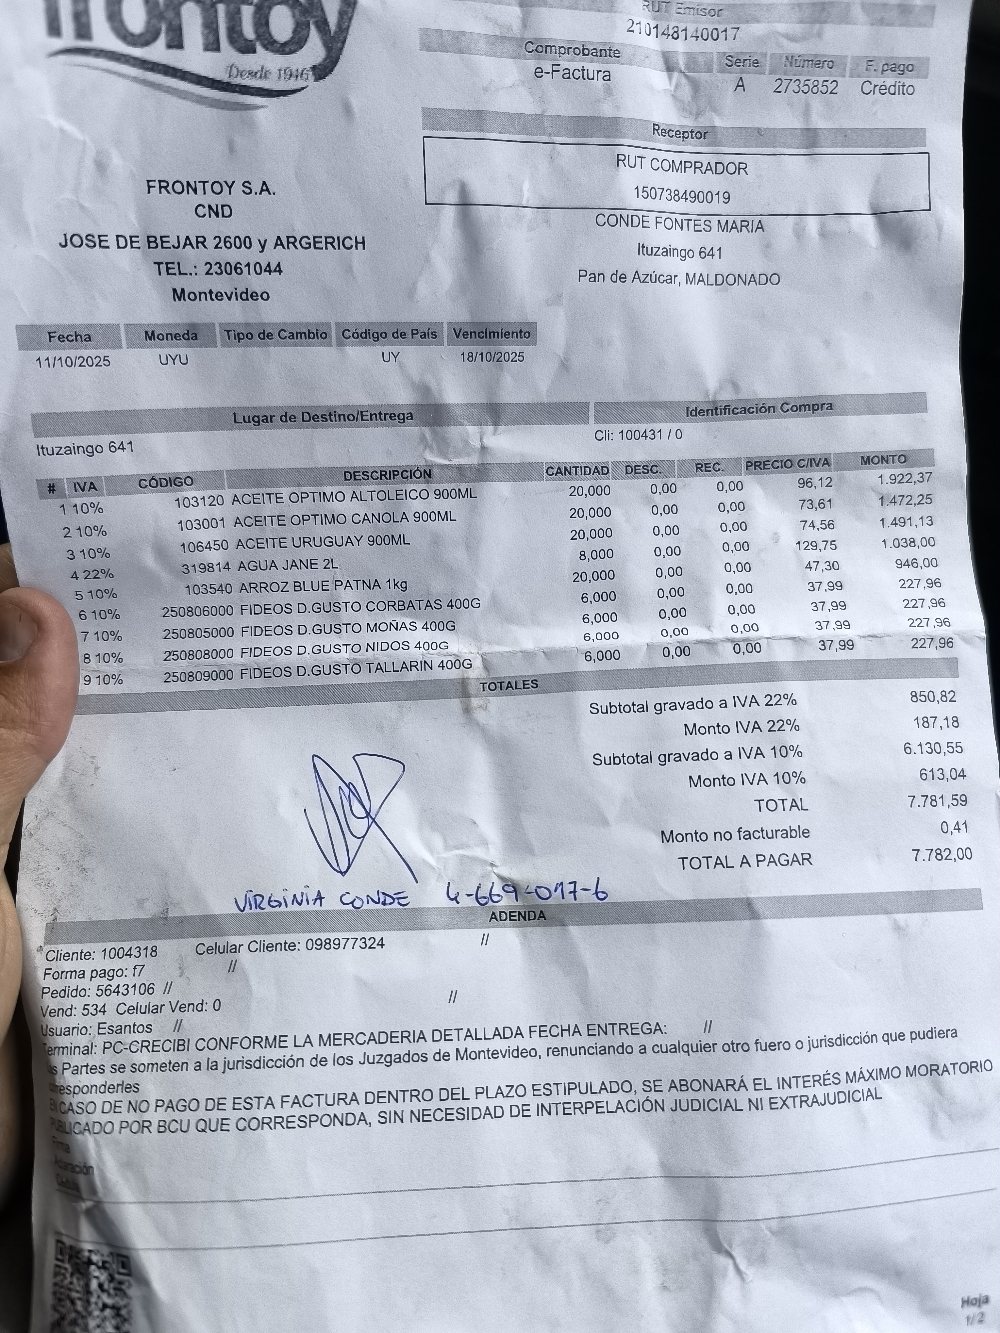 frontoy
Desde 1946
RUT Emisor
210148140017
Comprobante Serie Número F. pago
e-Factura A 2735852 Crédito
Receptor
RUT COMPRADOR
150738490019
CONDE FONTES MARIA
Ituzaingo 641
Pan de Azúcar, MALDONADO
FRONTOY S.A.
CND
JOSE DE BEJAR 2600 y ARGERICH
TEL.: 23061044
Montevideo
Fecha Moneda Tipo de Cambio Código de País Vencimiento
11/10/2025 UYU UY 18/10/2025
Lugar de Destino/Entrega Identificación Compra
Ituzaingo 641 Cli: 100431 / 0
# IVA CÓDIGO DESCRIPCIÓN CANTIDAD DESC. REC. PRECIO C/IVA MONTO
1 10% 103120 ACEITE OPTIMO ALTOLEICO 900ML 20,000 0,00 0,00 96,12 1.922,37
2 10% 103001 ACEITE OPTIMO CANOLA 900ML 20,000 0,00 0,00 73,61 1.472,25
3 10% 106450 ACEITE URUGUAY 900ML 20,000 0,00 0,00 74,56 1.491,13
4 22% 319814 AGUA JANE 2L 8,000 0,00 0,00 129,75 1.038,00
5 10% 103540 ARROZ BLUE PATNA 1kg 20,000 0,00 0,00 47,30 946,00
6 10% 250806000 FIDEOS D.GUSTO CORBATAS 400G 6,000 0,00 0,00 37,99 227,96
7 10% 250805000 FIDEOS D.GUSTO MOÑAS 400G 6,000 0,00 0,00 37,99 227,96
8 10% 250808000 FIDEOS D.GUSTO NIDOS 400G 6,000 0,00 0,00 37,99 227,96
9 10% 250809000 FIDEOS D.GUSTO TALLARIN 400G 6,000 0,00 0,00 37,99 227,96
TOTALES
Subtotal gravado a IVA 22% 850,82
Monto IVA 22% 187,18
Subtotal gravado a IVA 10% 6.130,55
Monto IVA 10% 613,04
TOTAL 7.781,59
Monto no facturable 0,41
TOTAL A PAGAR 7.782,00
VIRGINIA CONDE 4-669-017-6
ADENDA
Cliente: 1004318 Celular Cliente: 098977324 //
Forma pago: f7 //
Pedido: 5643106 //
Vend: 534 Celular Vend: 0 //
Usuario: Esantos //
Terminal: PC-CRECIBI CONFORME LA MERCADERIA DETALLADA FECHA ENTREGA: //
Partes se someten a la jurisdicción de los Juzgados de Montevideo, renunciando a cualquier otro fuero o jurisdicción que pudiera
responderles
CASO DE NO PAGO DE ESTA FACTURA DENTRO DEL PLAZO ESTIPULADO, SE ABONARÁ EL INTERÉS MÁXIMO MORATORIO
PUBLICADO POR BCU QUE CORRESPONDA, SIN NECESIDAD DE INTERPELACIÓN JUDICIAL NI EXTRAJUDICIAL
Hoja
1/2